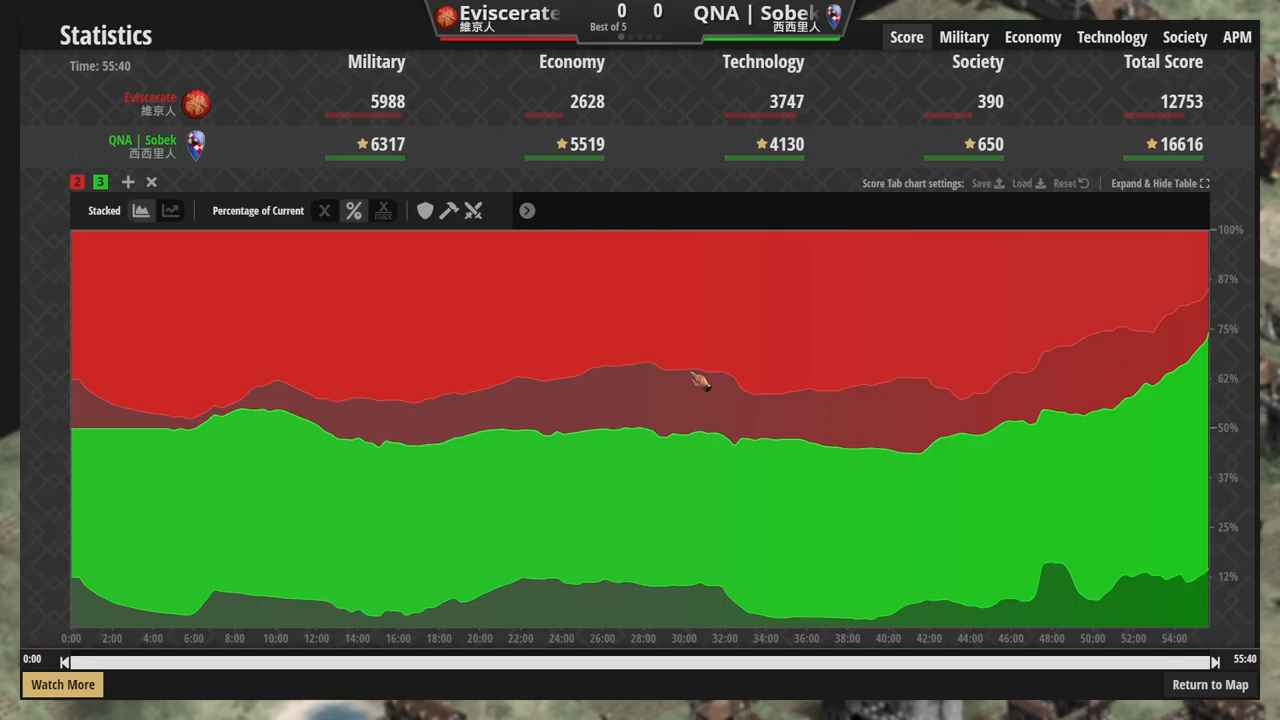 Eviscerate 0 0 QNA | Sobek
維京人 Best of 5 西西里人
Statistics
Score Military Economy Technology Society APM
Time: 55:40 Military Economy Technology Society Total Score
Eviscerate 5988 2628 3747 390 12753
維京人
QNA | Sobek 6317 5519 4130 650 16616
西西里人
2 3
Score Tab chart settings: Save Load Reset Expand & Hide Table
Stacked Percentage of Current X % X max
100%
87%
75%
62%
50%
37%
25%
12%
0:00 2:00 4:00 6:00 8:00 10:00 12:00 14:00 16:00 18:00 20:00 22:00 24:00 26:00 28:00 30:00 32:00 34:00 36:00 38:00 40:00 42:00 44:00 46:00 48:00 50:00 52:00 54:00
0:00 55:40
Watch More Return to Map